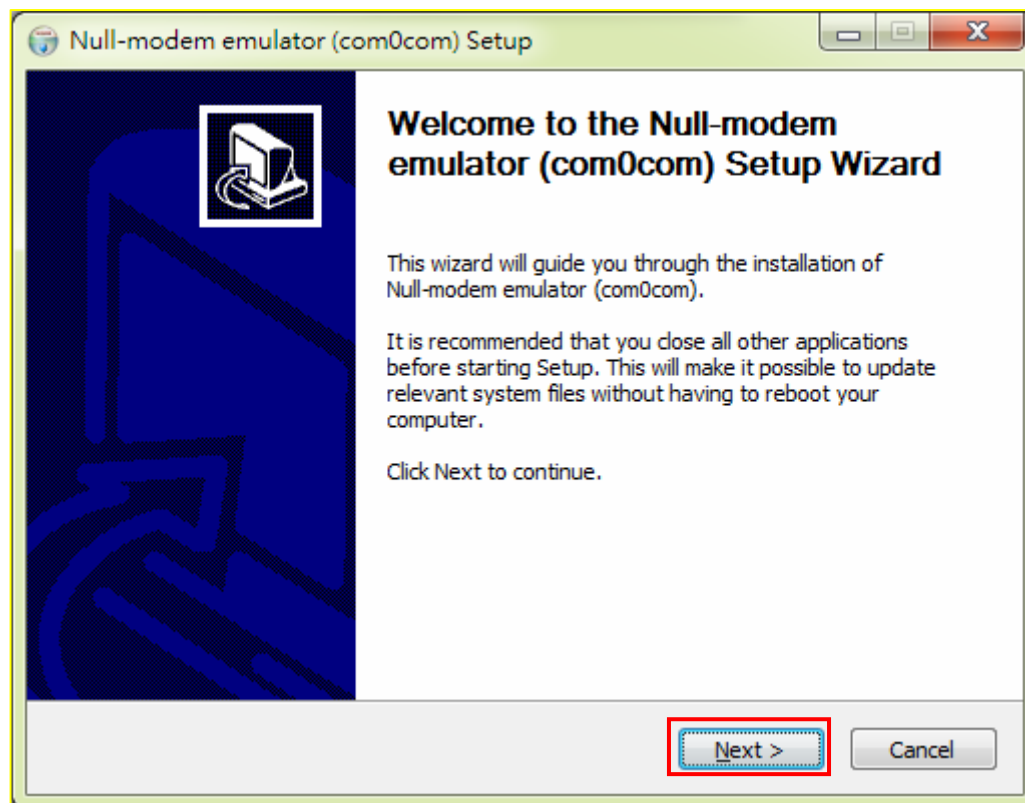 Null-modem emulator (com0com) Setup
Welcome to the Null-modem
emulator (com0com) Setup Wizard
This wizard will guide you through the installation of
Null-modem emulator (com0com).
It is recommended that you close all other applications
before starting Setup. This will make it possible to update
relevant system files without having to reboot your
computer.
Click Next to continue.
Next >
Cancel